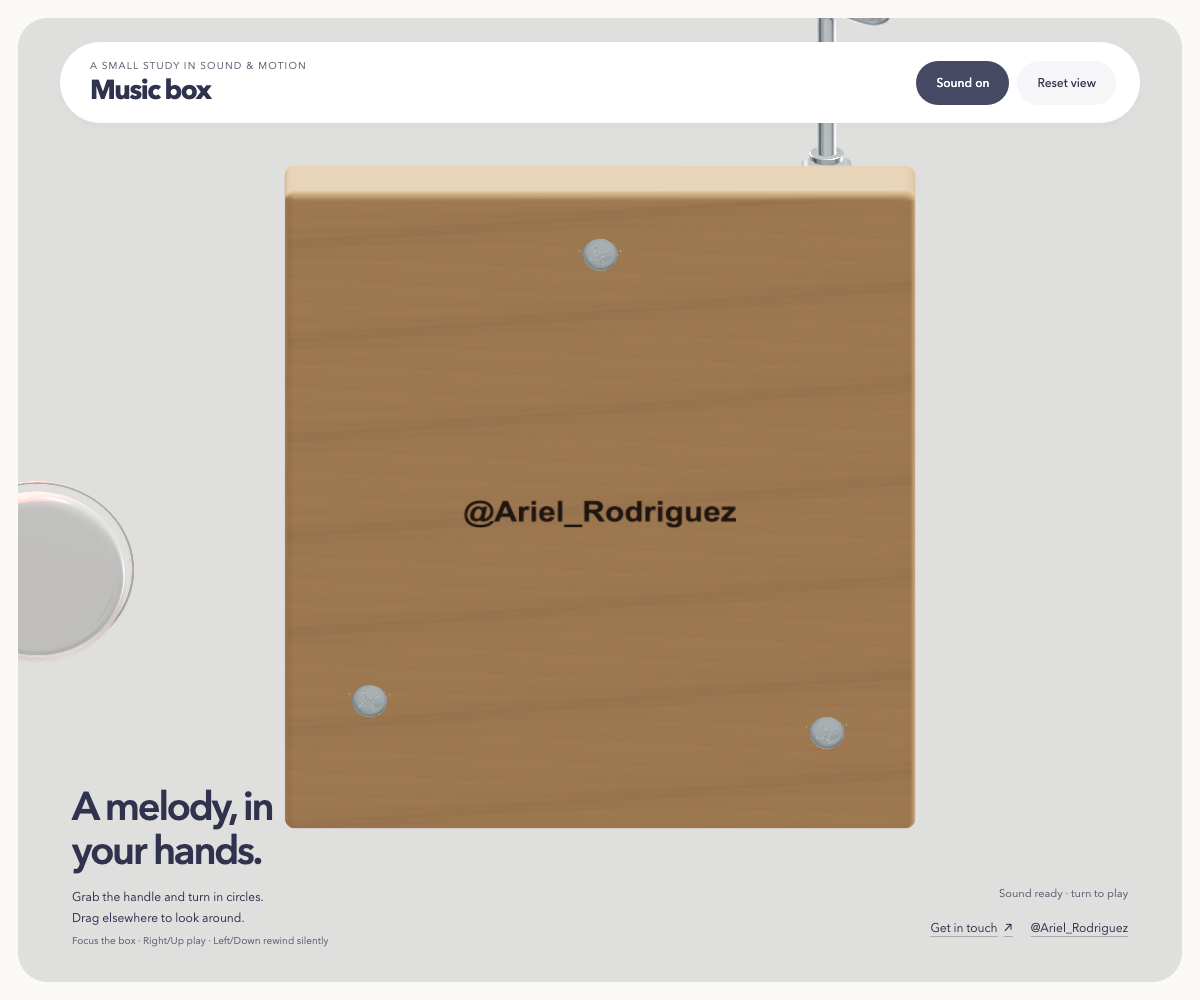 A SMALL STUDY IN SOUND & MOTION
Music box
Sound on
Reset view
@Ariel_Rodriguez
A melody, in
your hands.
Grab the handle and turn in circles.
Drag elsewhere to look around.
Focus the box · Right/Up play · Left/Down rewind silently
Sound ready · turn to play
Get in touch ↗
@Ariel_Rodriguez